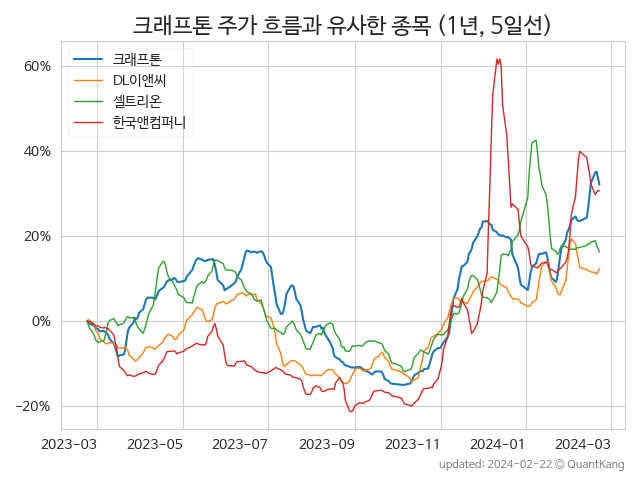 크래프톤 주가 흐름과 유사한 종목 (1년, 5일선)
크래프톤
DL이앤씨
셀트리온
한국앤컴퍼니
60%
40%
20%
0%
−20%
2023-03 2023-05 2023-07 2023-09 2023-11 2024-01 2024-03
updated: 2024-02-22 © QuantKang